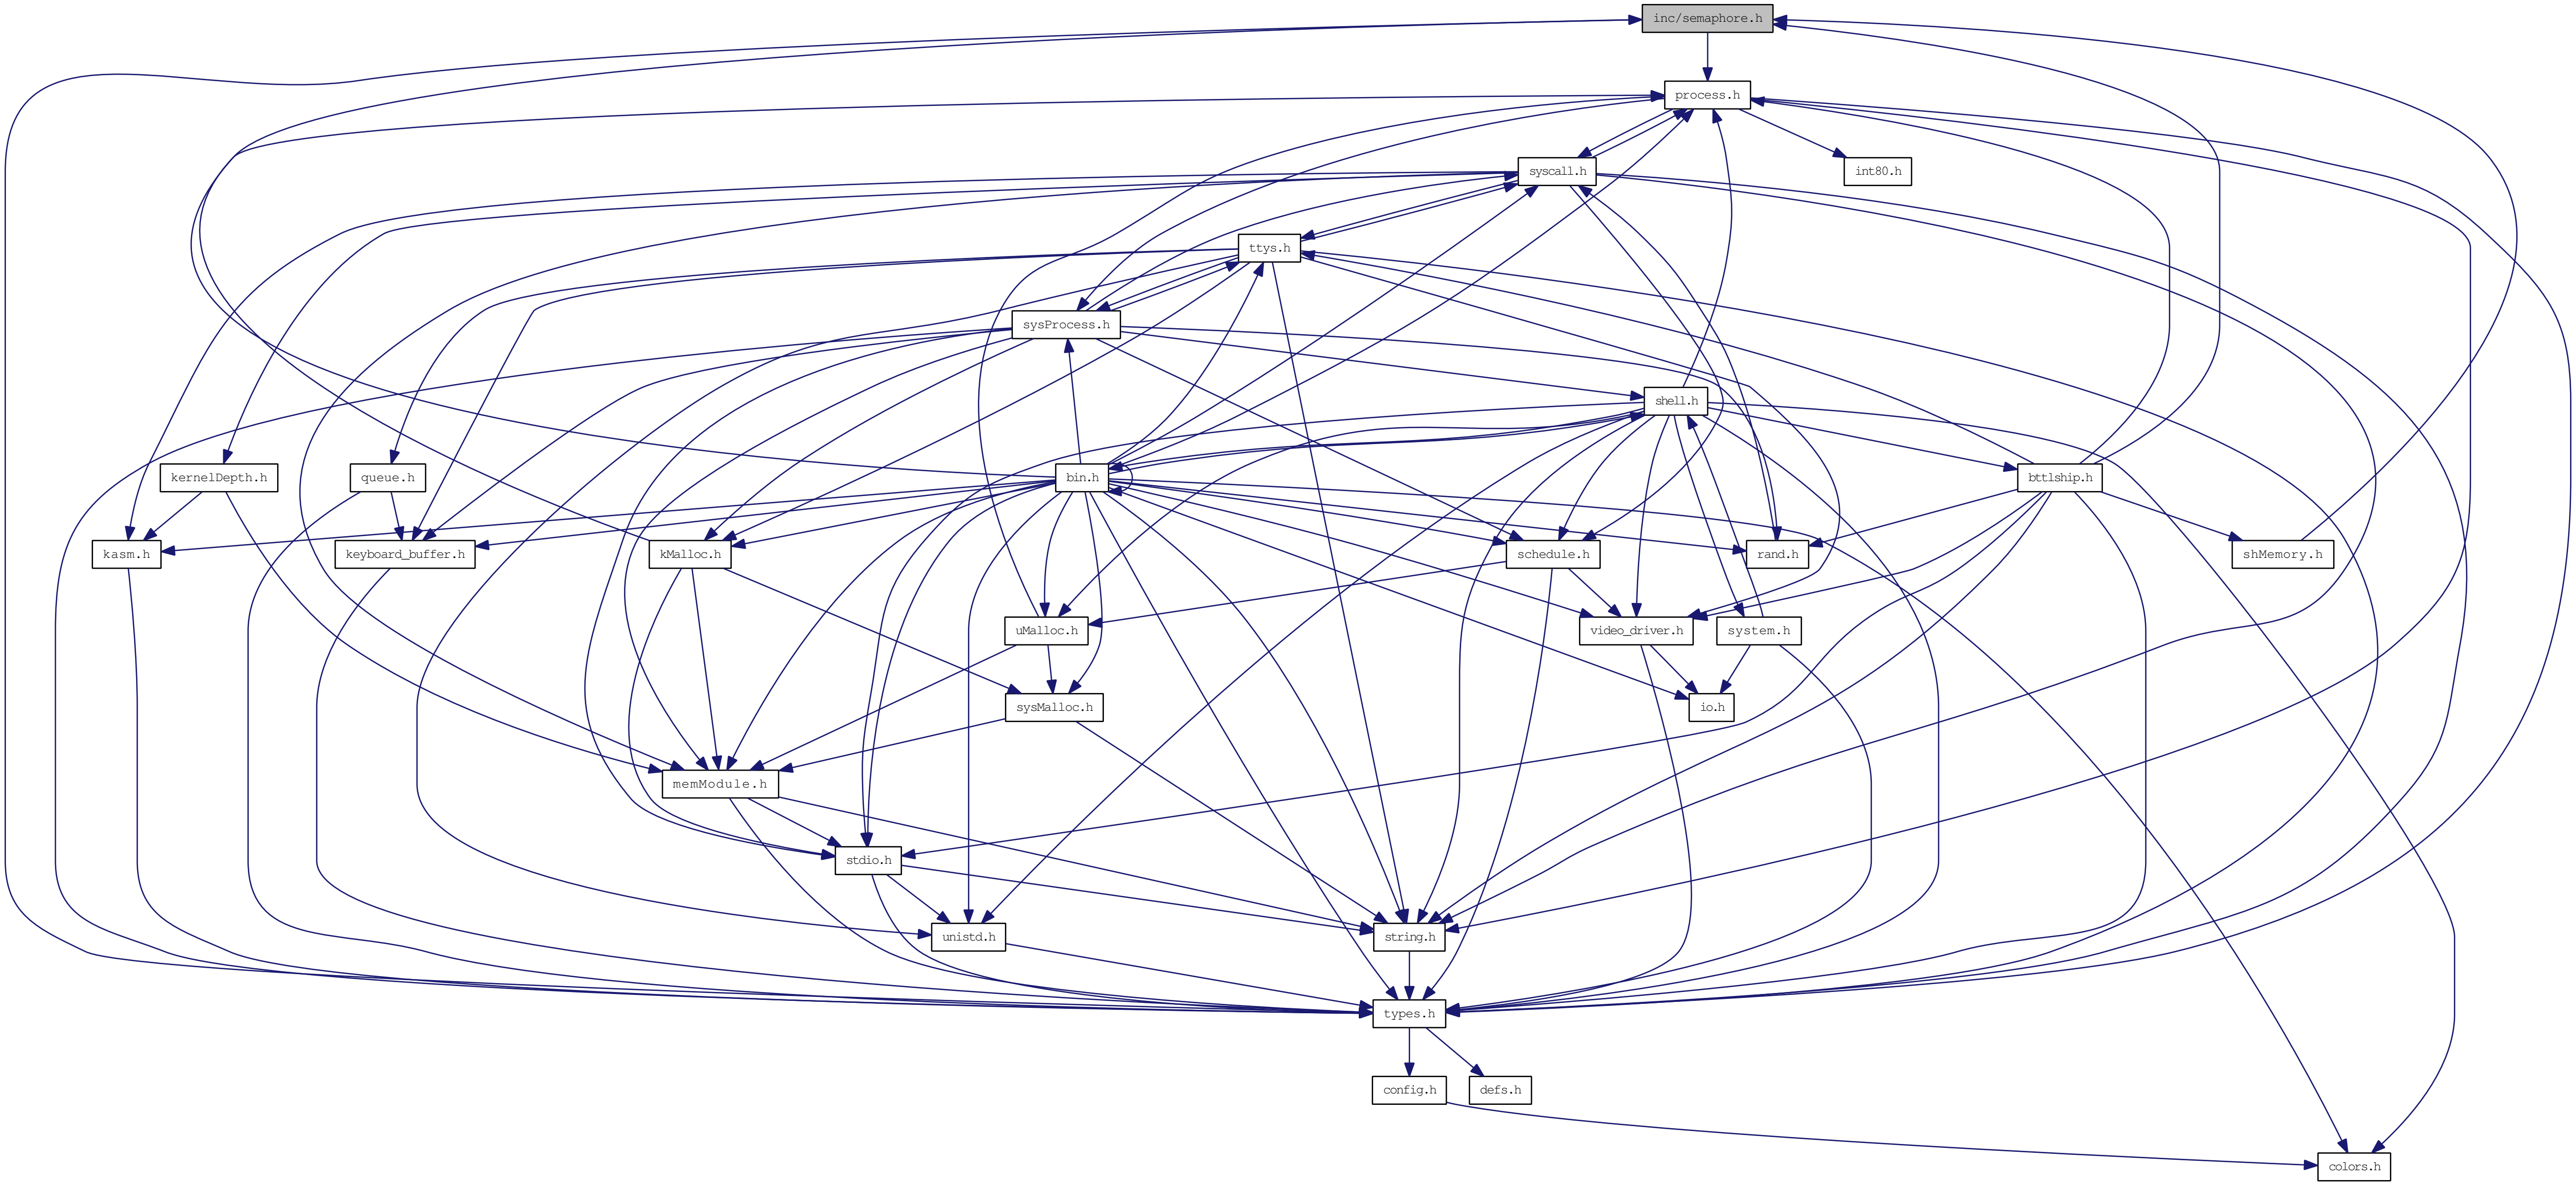 inc/semaphore.h
process.h
syscall.h
int80.h
ttys.h
sysProcess.h
shell.h
kernelDepth.h
queue.h
bin.h
bttlship.h
kasm.h
keyboard_buffer.h
kMalloc.h
schedule.h
rand.h
shMemory.h
uMalloc.h
video_driver.h
system.h
sysMalloc.h
io.h
memModule.h
stdio.h
unistd.h
string.h
types.h
config.h
defs.h
colors.h